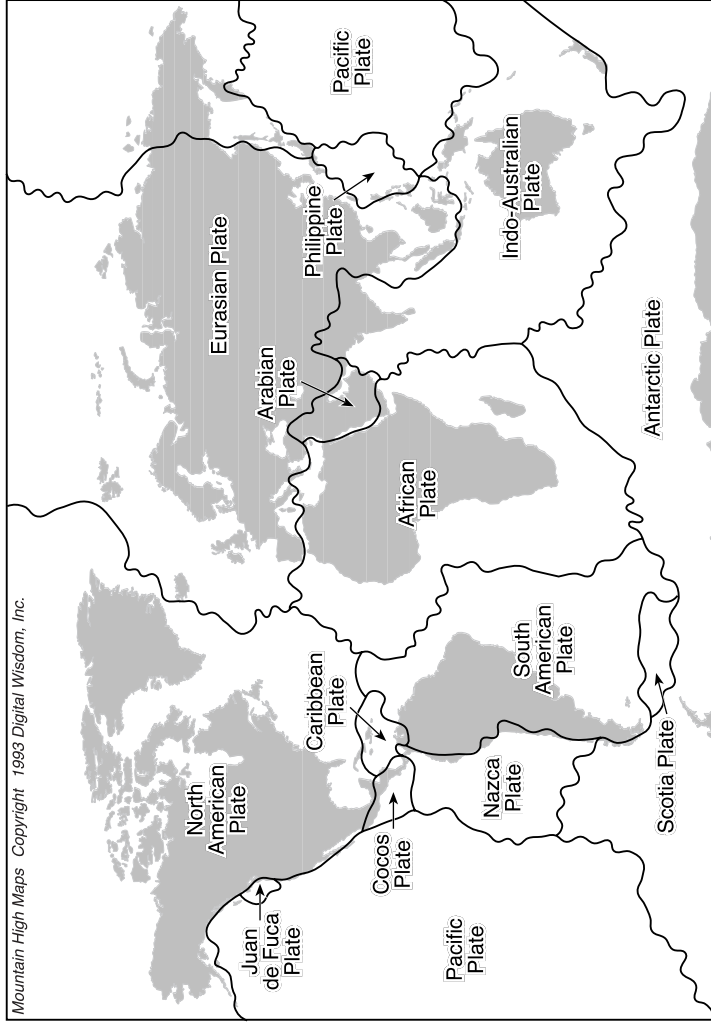 Mountain High Maps   Copyright   1993 Digital Wisdom, Inc.
North
American
Plate
Eurasian Plate
Juan
de Fuca
Plate
Caribbean
Plate
Arabian
Plate
Philippine
Plate
Pacific
Plate
Cocos
Plate
African
Plate
Pacific
Plate
Nazca
Plate
South
American
Plate
Indo-Australian
Plate
Scotia Plate
Antarctic Plate